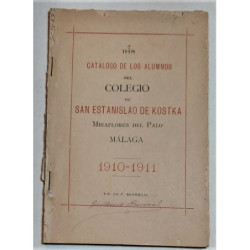 CATÁLOGO DE LOS ALUMNOS
DEL
COLEGIO
DE
SAN ESTANISLAO DE KOSTKA
MIRAFLORES DEL PALO
MÁLAGA
1910-1911